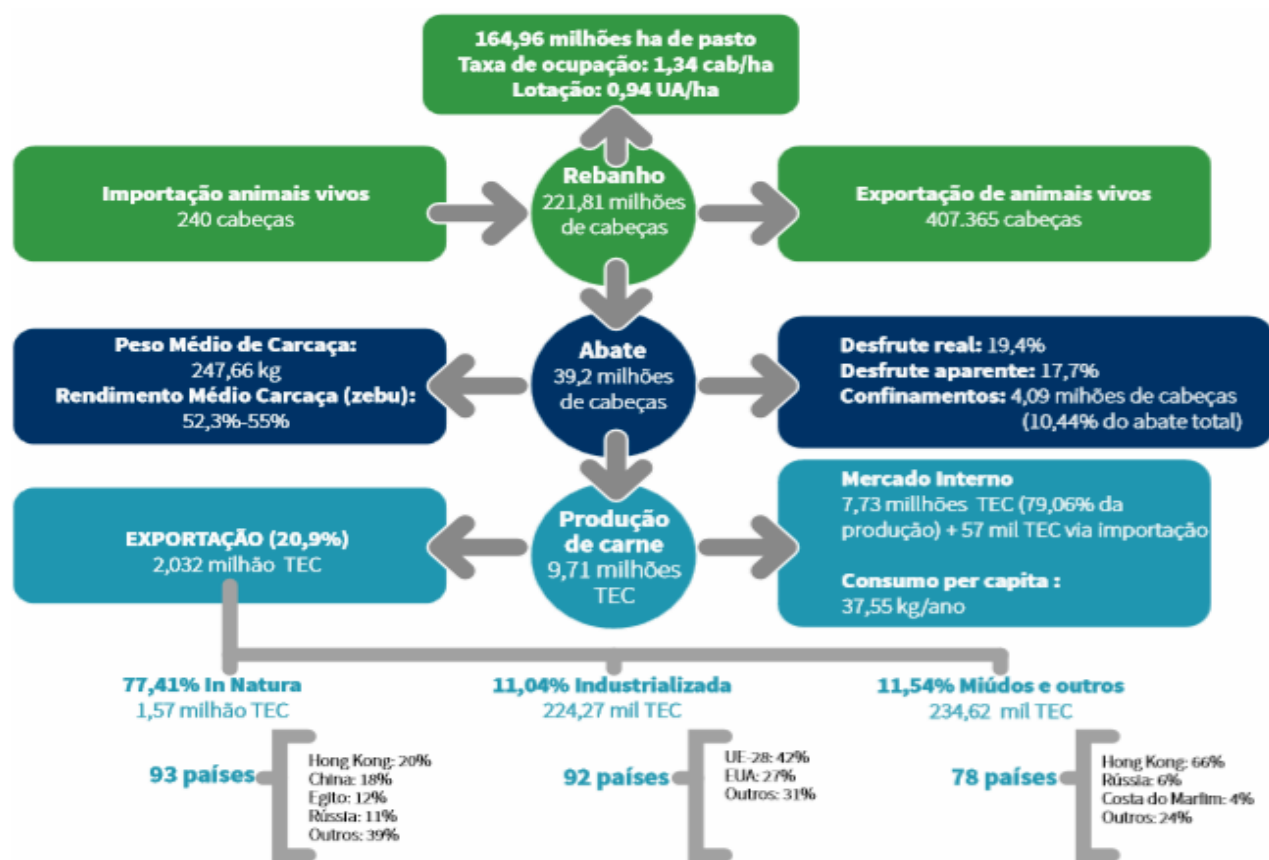 164,96 milhões ha de pasto
Taxa de ocupação: 1,34 cab/ha
Lotação: 0,94 UA/ha
Importação animais vivos
240 cabeças
Rebanho
221,81 milhões
de cabeças
Exportação de animais vivos
407.365 cabeças
Peso Médio de Carcaça:
247,66 kg
Rendimento Médio Carcaça (zebu):
52,3%-55%
Abate
39,2 milhões
de cabeças
Desfrute real: 19,4%
Desfrute aparente: 17,7%
Confinamentos: 4,09 mihões de cabeças
(10,44% do abate total)
EXPORTAÇÃO (20,9%)
2,032 milhão TEC
Produção
de carne
9,71 milhões
TEC
Mercado Interno
7,73 millhões TEC (79,06% da
produção) + 57 mil TEC via importação
Consumo per capita :
37,55 kg/ano
77,41% In Natura
1,57 milhão TEC
93 países
Hong Kong: 20%
China: 18%
Egito: 12%
Rússia: 11%
Outros: 39%
11,04% Industrializada
224,27 mil TEC
92 países
UE-28: 42%
EUA: 27%
Outros: 31%
11,54% Miúdos e outros
234,62 mil TEC
78 países
Hong Kong: 66%
Rússia: 6%
Costa do Marfim: 4%
Outros: 24%